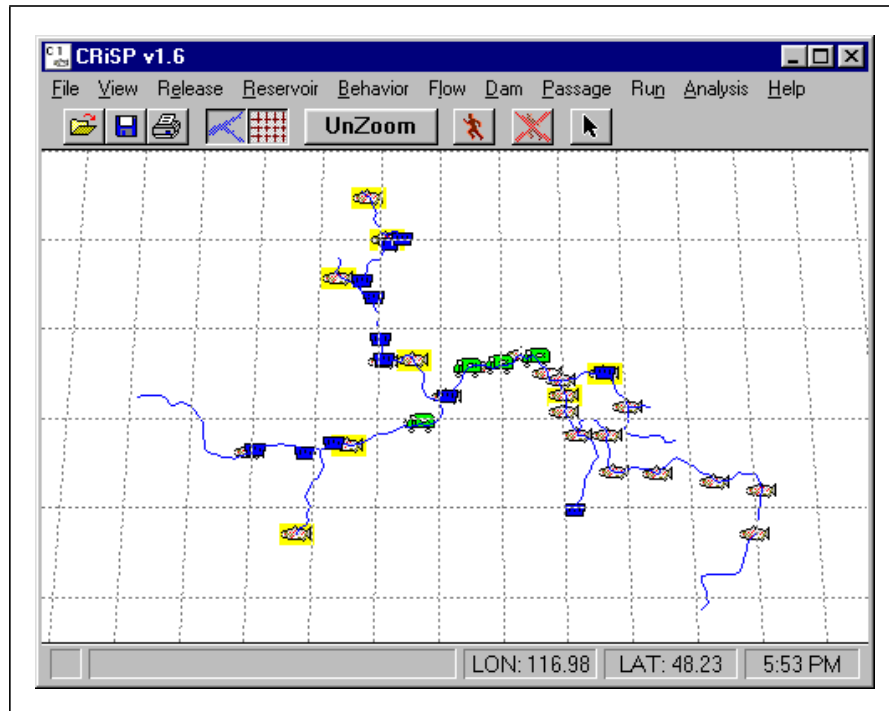 C 1
CRiSP v1.6
File View Release Reservoir Behavior Flow Dam Passage Run Analysis Help
UnZoom
LON: 116.98 LAT: 48.23 5:53 PM